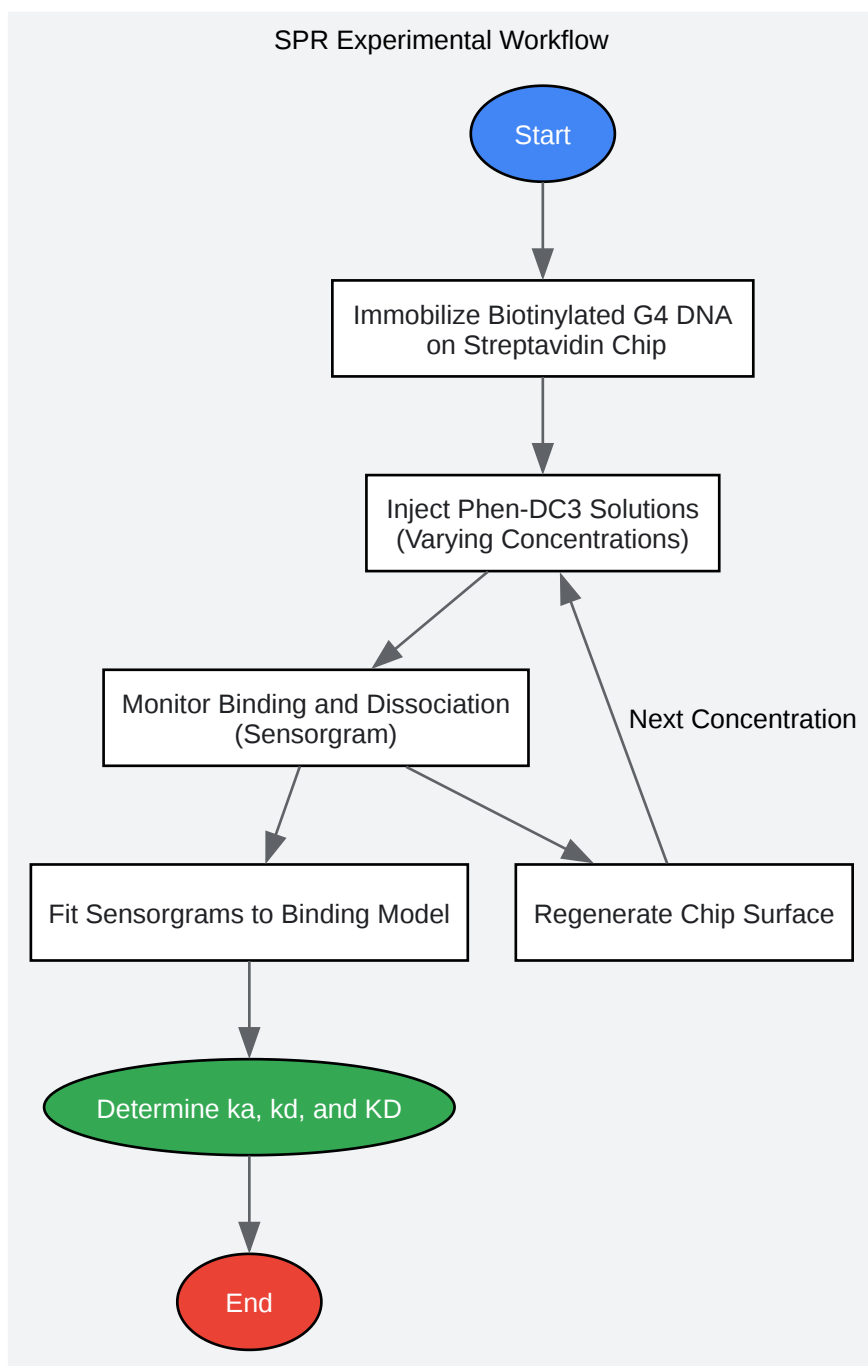 SPR Experimental Workflow
Start
Immobilize Biotinylated G4 DNA
on Streptavidin Chip
Inject Phen-DC3 Solutions
(Varying Concentrations)
Monitor Binding and Dissociation
(Sensorgram)
Next Concentration
Fit Sensorgrams to Binding Model
Regenerate Chip Surface
Determine ka, kd, and KD
End